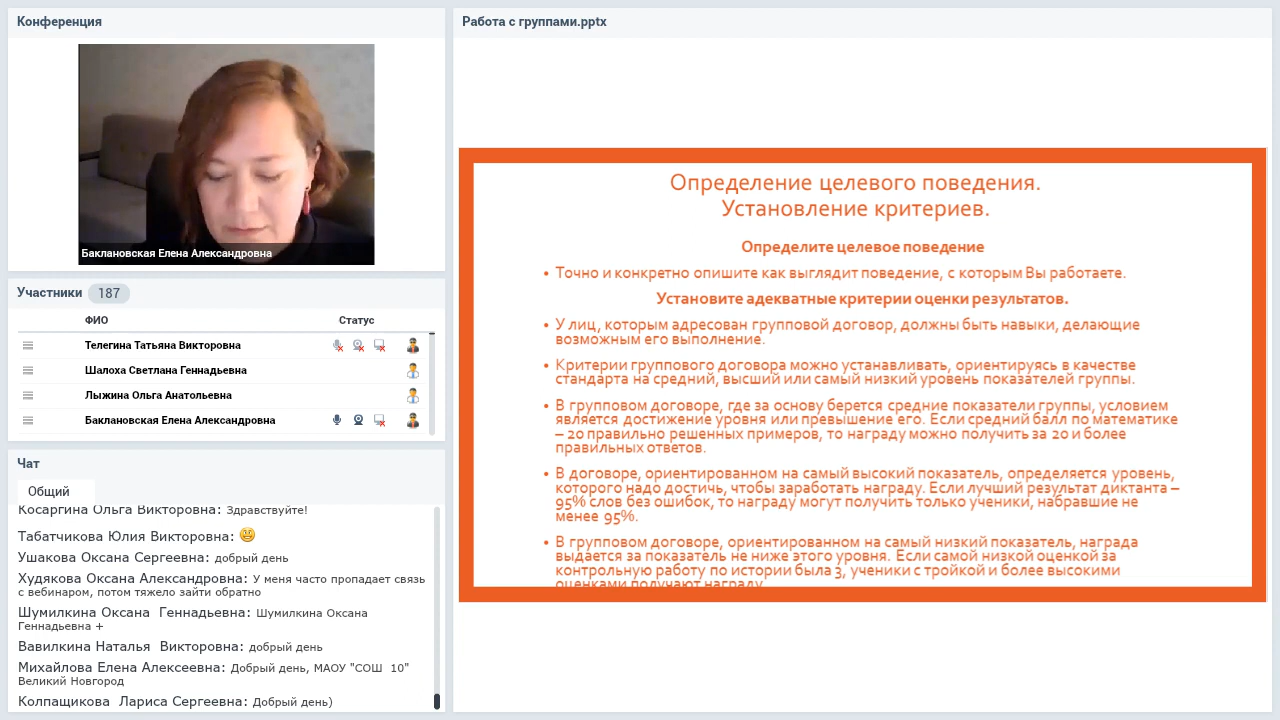 Конференция
Баклановская Елена Александровна
Участники 187
ФИО Статус
Телегина Татьяна Викторовна
Шалоха Светлана Геннадьевна
Лыжина Ольга Анатольевна
Баклановская Елена Александровна
Чат
Общий
Косаргина Ольга Викторовна: Здравствуйте!
Табатчикова Юлия Викторовна:
Ушакова Оксана Сергеевна: добрый день
Худякова Оксана Александровна: У меня часто пропадает связь
с вебинаром, потом тяжело зайти обратно
Шумилкина Оксана Геннадьевна: Шумилкина Оксана
Геннадьевна +
Вавилкина Наталья Викторовна: добрый день
Михайлова Елена Алексеевна: Добрый день, МАОУ "СОШ 10"
Великий Новгород
Колпащикова Лариса Сергеевна: Добрый день)
Работа с группами.pptx
Определение целевого поведения.
Установление критериев.
Определите целевое поведение
• Точно и конкретно опишите как выглядит поведение, с которым Вы работаете.
Установите адекватные критерии оценки результатов.
• У лиц, которым адресован групповой договор, должны быть навыки, делающие
возможным его выполнение.
• Критерии группового договора можно устанавливать, ориентируясь в качестве
стандарта на средний, высший или самый низкий уровень показателей группы.
• В групповом договоре, где за основу берется средние показатели группы, условием
является достижение уровня или превышение его. Если средний балл по математике
– 20 правильно решенных примеров, то награду можно получить за 20 и более
правильных ответов.
• В договоре, ориентированном на самый высокий показатель, определяется уровень,
которого надо достичь, чтобы заработать награду. Если лучший результат диктанта –
95% слов без ошибок, то награду могут получить только ученики, набравшие не
менее 95%.
• В групповом договоре, ориентированном на самый низкий показатель, награда
выдается за показатель не ниже этого уровня. Если самой низкой оценкой за
контрольную работу по истории была 3, ученики с тройкой и более высокими
оценками получают награду.